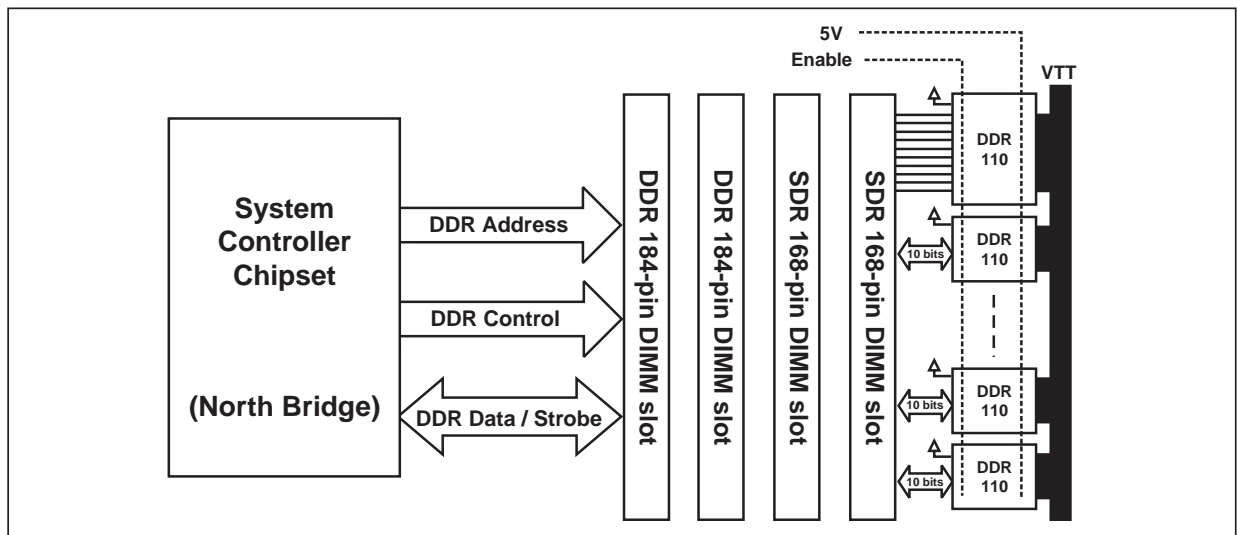 5V
Enable
VTT
System
Controller
Chipset
(North Bridge)
DDR Address
DDR Control
DDR Data / Strobe
DDR 184-pin DIMM slot
DDR 184-pin DIMM slot
SDR 168-pin DIMM slot
SDR 168-pin DIMM slot
DDR
110
10 bits
DDR
110
10 bits
DDR
110
10 bits
DDR
110